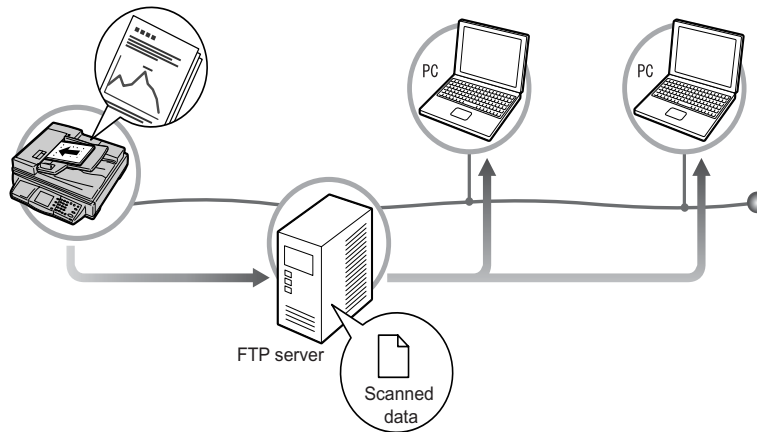 PC
PC
FTP server
Scanned
data